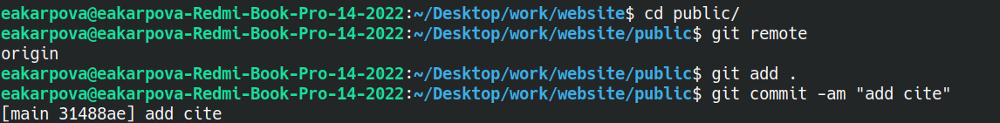 eakarpova@eakarpova-Redmi-Book-Pro-14-2022:~/Desktop/work/website$ cd public/
eakarpova@eakarpova-Redmi-Book-Pro-14-2022:~/Desktop/work/website/public$ git remote
origin
eakarpova@eakarpova-Redmi-Book-Pro-14-2022:~/Desktop/work/website/public$ git add .
eakarpova@eakarpova-Redmi-Book-Pro-14-2022:~/Desktop/work/website/public$ git commit -am "add cite"
[main 31488ae] add cite